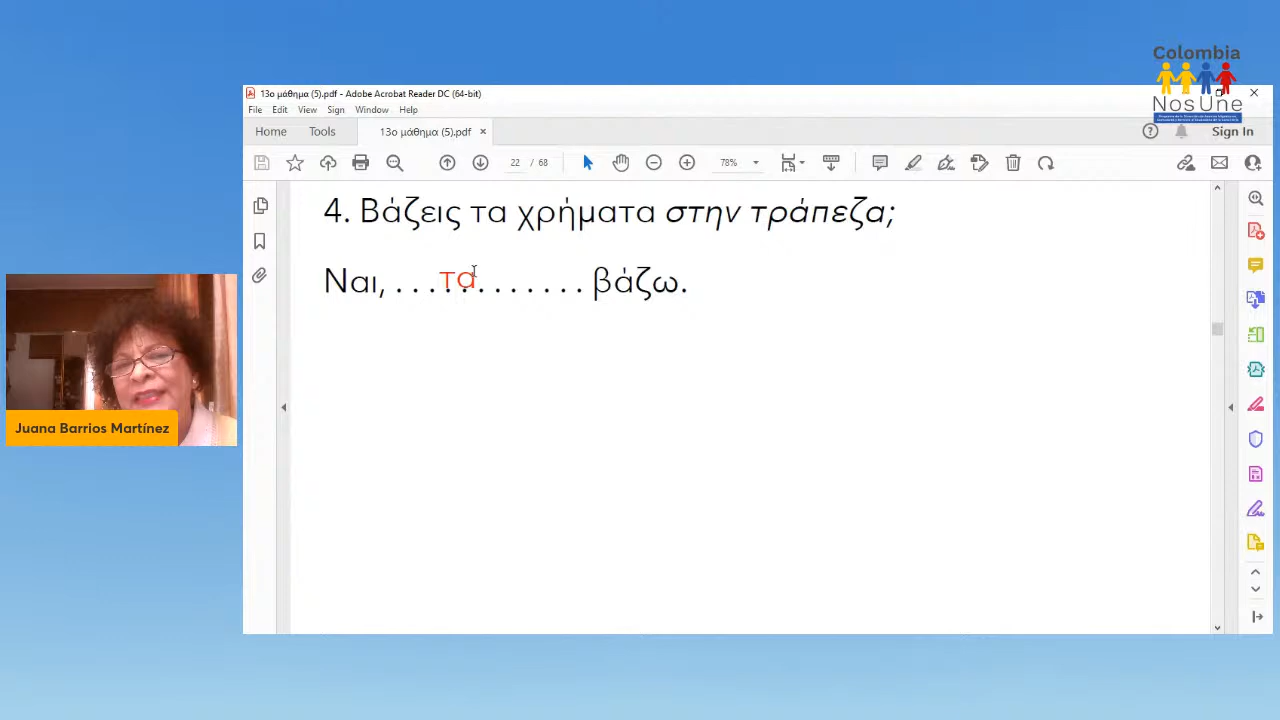 Colombia
NosUne
13ο μάθημα (5).pdf - Adobe Acrobat Reader DC (64-bit)
File Edit View Sign Window Help
Home Tools 13ο μάθημα (5).pdf × Sign In
22 / 68 78%
4. Βάζεις τα χρήματα στην τράπεζα;
Ναι, . . . τα . . . . . . . βάζω.
Juana Barrios Martínez